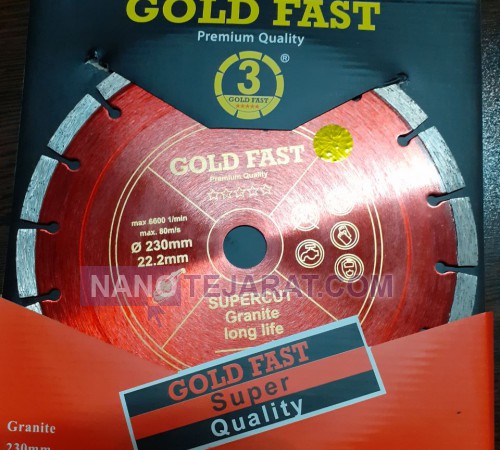 GOLD FAST
Premium Quality
3
®
GOLD FAST
GOLD FAST
Premium Quality
max 6600 1/min
max. 80m/s
Ø 230mm
22.2mm
NANOTEJARAT.COM
SUPERCUT
Granite
long life
GOLD FAST
Super
Quality
Granite
230mm